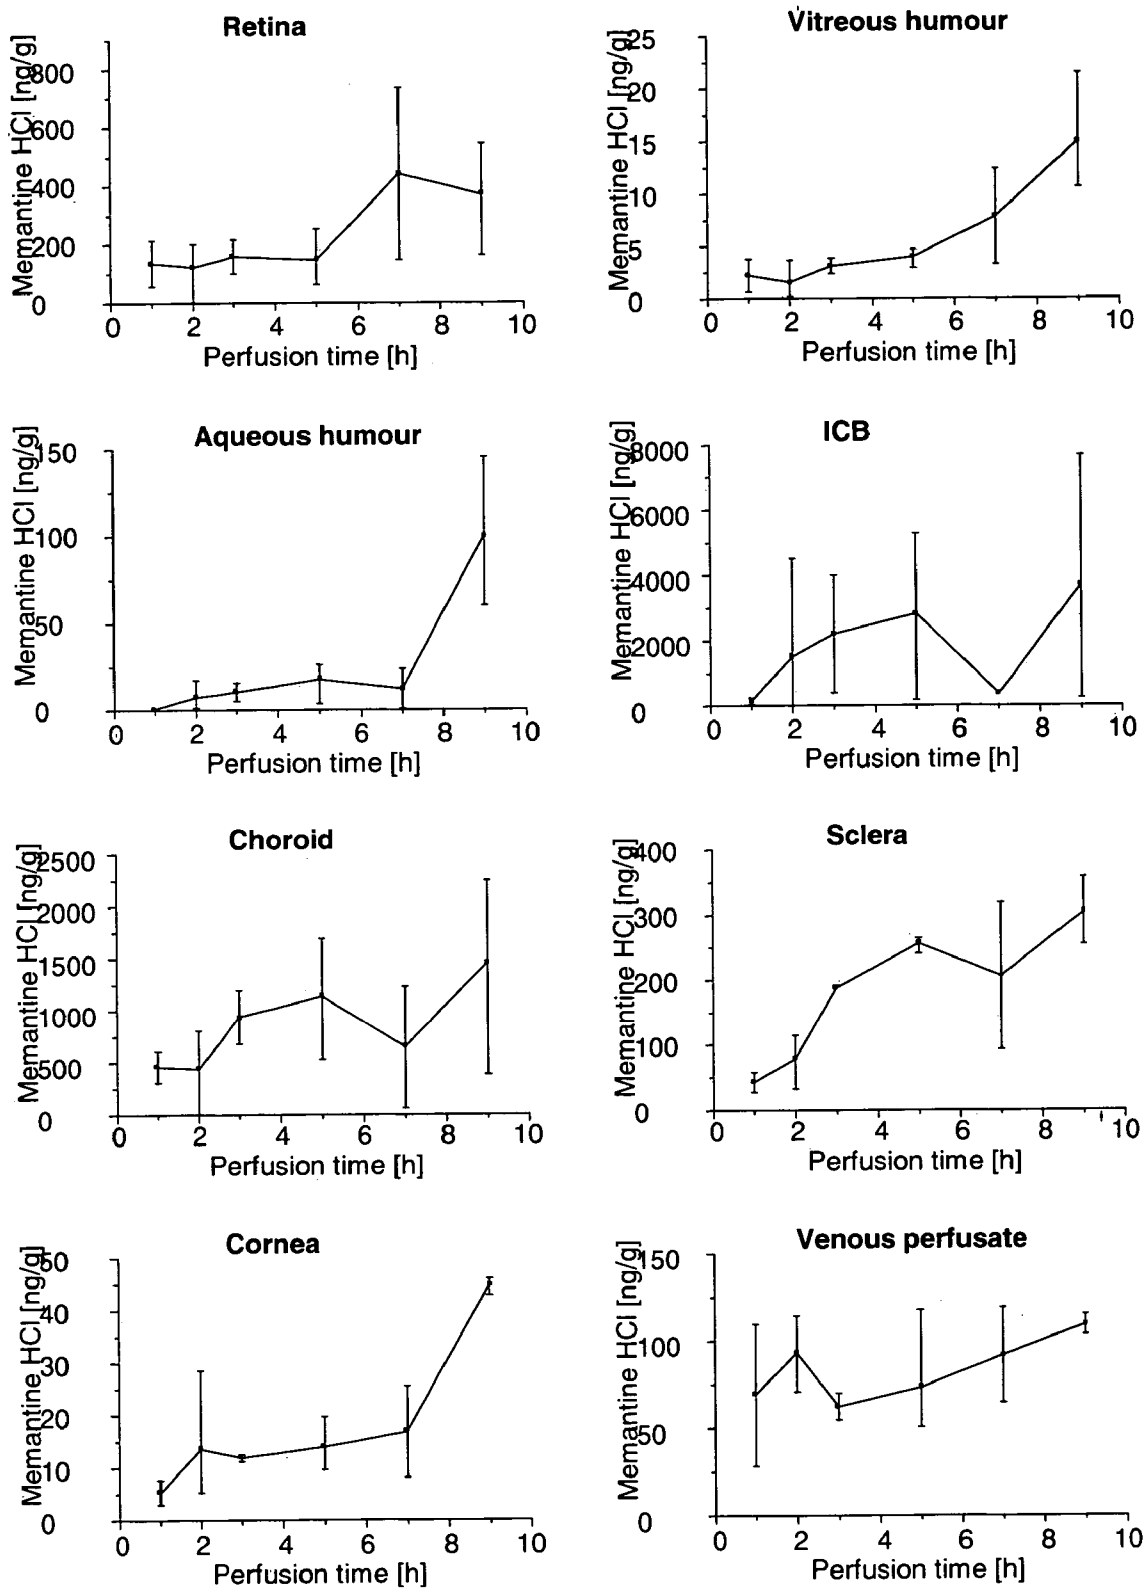 Retina
Memantine HCl [ng/g]
800
600
400
200
0
0 2 4 6 8 10
Perfusion time [h]
Vitreous humour
Memantine HCl [ng/g]
25
20
15
10
5
0
0 2 4 6 8 10
Perfusion time [h]
Aqueous humour
Memantine HCl [ng/g]
150
100
50
0
0 2 4 6 8 10
Perfusion time [h]
ICB
Memantine HCl [ng/g]
8000
6000
4000
2000
0
0 2 4 6 8 10
Perfusion time [h]
Choroid
Memantine HCl [ng/g]
2500
2000
1500
1000
500
0
0 2 4 6 8 10
Perfusion time [h]
Sclera
Memantine HCl [ng/g]
400
300
200
100
0
0 2 4 6 8 10
Perfusion time [h]
Cornea
Memantine HCl [ng/g]
50
40
30
20
10
0
0 2 4 6 8 10
Perfusion time [h]
Venous perfusate
Memantine HCl [ng/g]
150
100
50
0
0 2 4 6 8 10
Perfusion time [h]